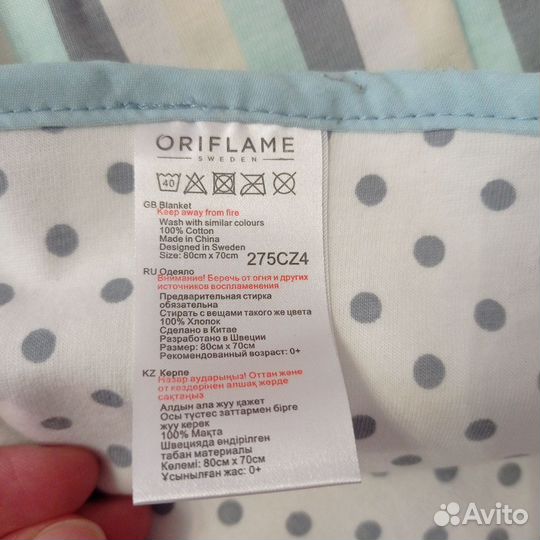 ORIFLAME
SWEDEN
40
GB Blanket
Keep away from fire
Wash with similar colours
100% Cotton
Made in China
Designed in Sweden
Size: 80cm x 70cm
275CZ4
RU Одеяло
Внимание! Беречь от огня и других
источников воспламенения
Предварительная стирка
обязательна
Стирать с вещами такого же цвета
100% Хлопок
Сделано в Китае
Разработано в Швеции
Размер: 80см x 70см
Рекомендованный возраст: 0+
KZ Көрпе
Назар аударыңыз! Оттан және
от көздерінен алшақ жерде
сақтаңыз
Алдын ала жуу қажет
Осы түстес заттармен бірге
жуу керек
100% Мақта
Швецияда өндірілген
табан материалы
Көлемі: 80см x 70см
Ұсынылған жас: 0+
Avito